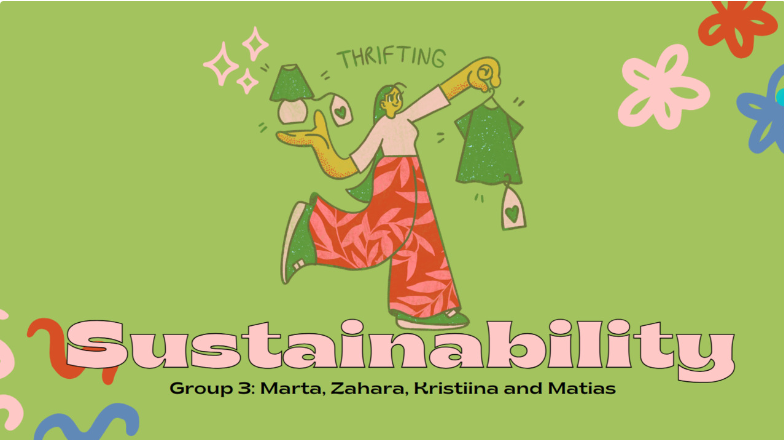 THRIFTING
Sustainability
Group 3: Marta, Zahara, Kristiina and Matias